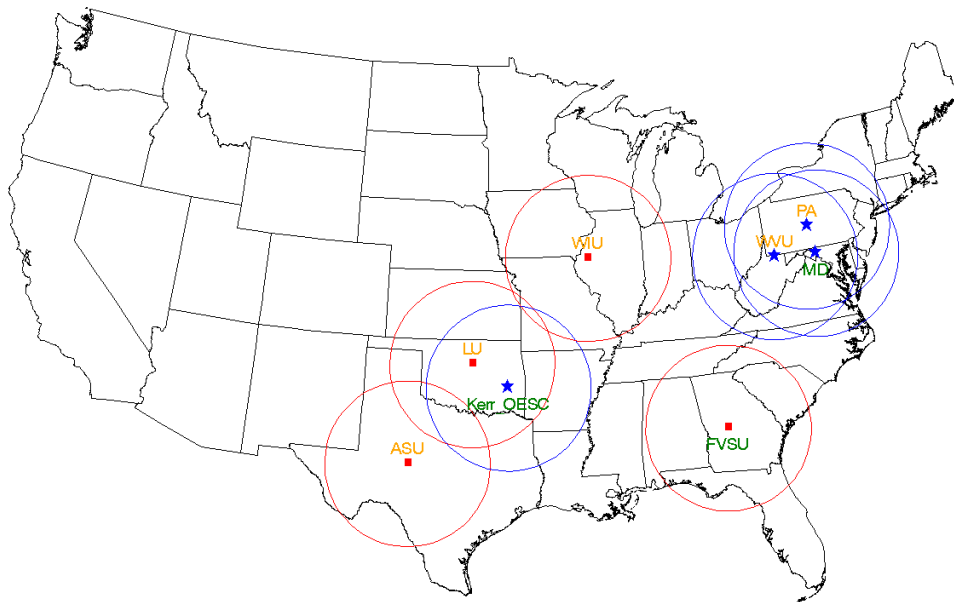 PA
WIU
WVU
MD
LU
Kerr OESC
ASU
FVSU